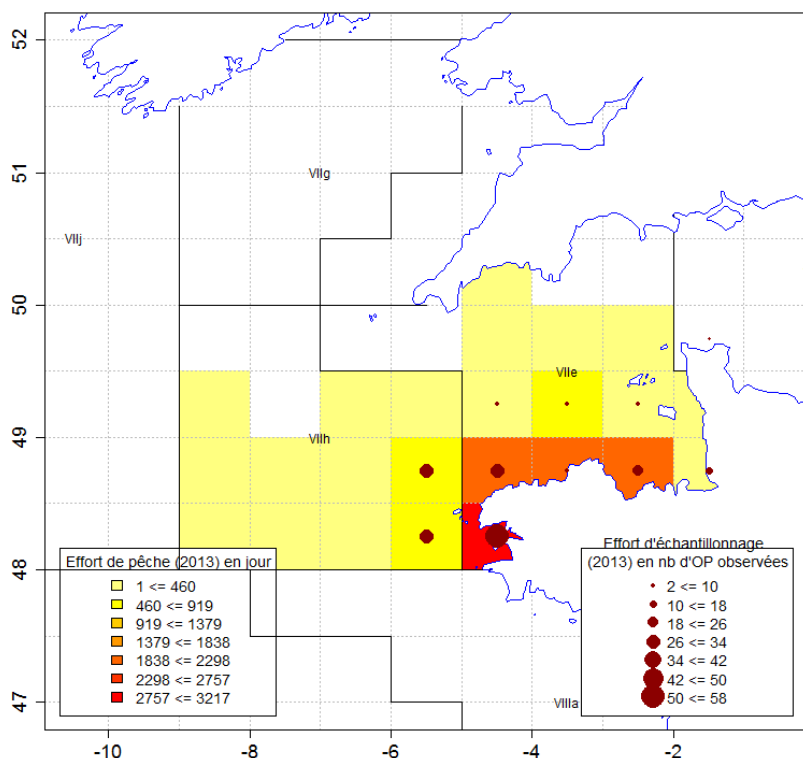 52
51
50
49
48
47
VIIg
VIIj
VIIe
VIIh
VIIIa
Effort de pêche (2013) en jour
1 <= 460
460 <= 919
919 <= 1379
1379 <= 1838
1838 <= 2298
2298 <= 2757
2757 <= 3217
Effort d'échantillonnage
(2013) en nb d'OP observées
2 <= 10
10 <= 18
18 <= 26
26 <= 34
34 <= 42
42 <= 50
50 <= 58
-10 -8 -6 -4 -2